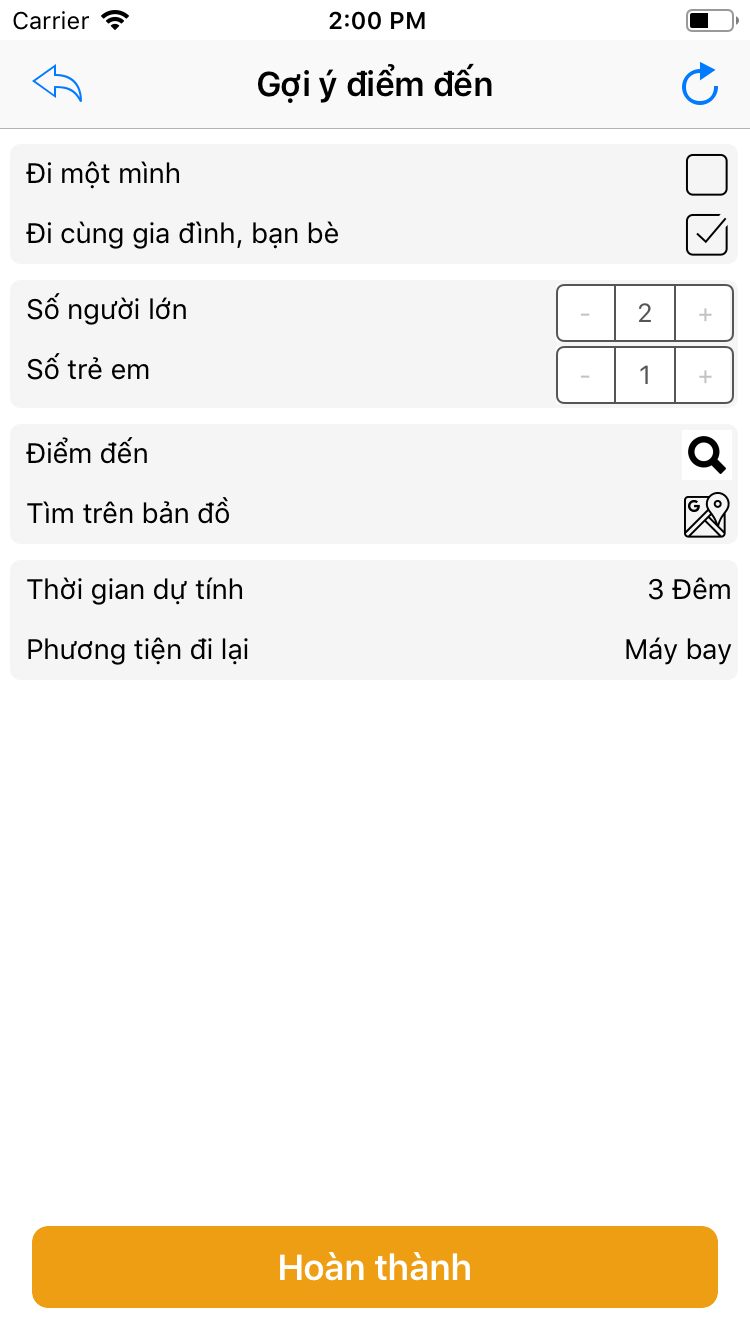 Carrier 2:00 PM
Gợi ý điểm đến
Đi một mình
Đi cùng gia đình, bạn bè
Số người lớn - 2 +
Số trẻ em - 1 +
Điểm đến
Tìm trên bản đồ G
Thời gian dự tính 3 Đêm
Phương tiện đi lại Máy bay
Hoàn thành